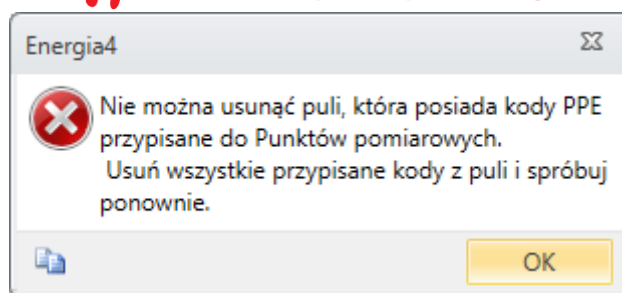 Energia4
Nie można usunąć puli, która posiada kody PPE
przypisane do Punktów pomiarowych.
Usuń wszystkie przypisane kody z puli i spróbuj
ponownie.
OK